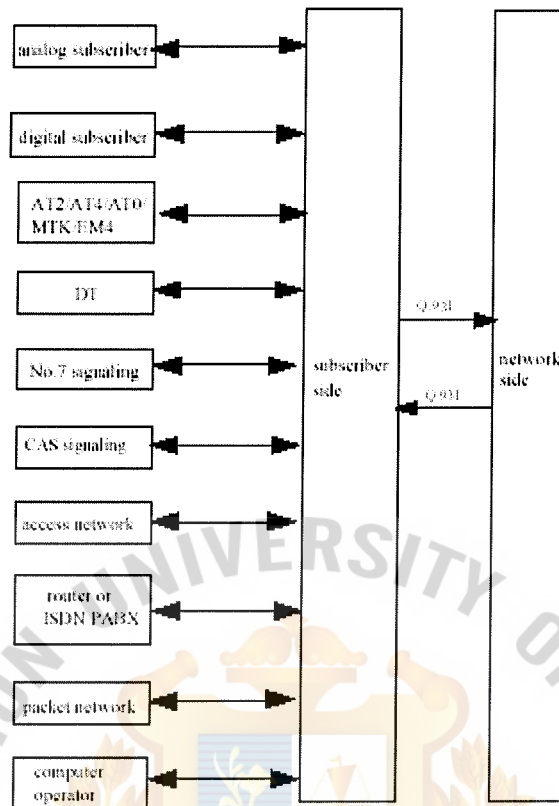 analog subscriber
digital subscriber
AT2/AT4/AT0/
MTK/EM4
DT
No.7 signaling
CAS signaling
access network
router or
ISDN PABX
packet network
computer
operator
subscriber
side
Q.931
Q.931
network
side
UNIVERSITY O